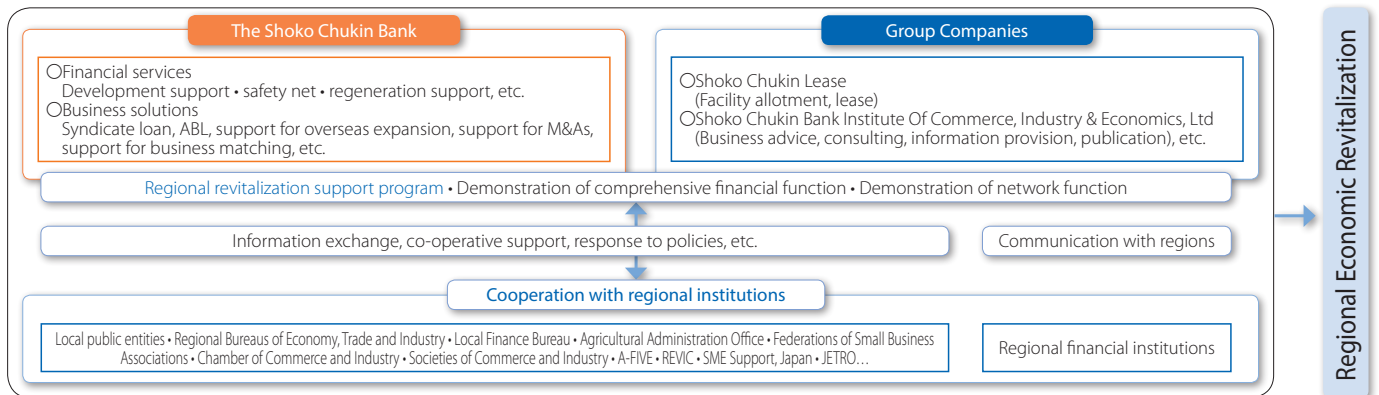 The Shoko Chukin Bank
○Financial services
Development support • safety net • regeneration support, etc.
○Business solutions
Syndicate loan, ABL, support for overseas expansion, support for M&As,
support for business matching, etc.
Group Companies
○Shoko Chukin Lease
(Facility allotment, lease)
○Shoko Chukin Bank Institute Of Commerce, Industry & Economics, Ltd
(Business advice, consulting, information provision, publication), etc.
Regional revitalization support program • Demonstration of comprehensive financial function • Demonstration of network function
Information exchange, co-operative support, response to policies, etc.
Communication with regions
Cooperation with regional institutions
Local public entities • Regional Bureaus of Economy, Trade and Industry • Local Finance Bureau • Agricultural Administration Office • Federations of Small Business
Associations • Chamber of Commerce and Industry • Societies of Commerce and Industry • A-FIVE • REVIC • SME Support, Japan • JETRO…
Regional financial institutions
Regional Economic Revitalization